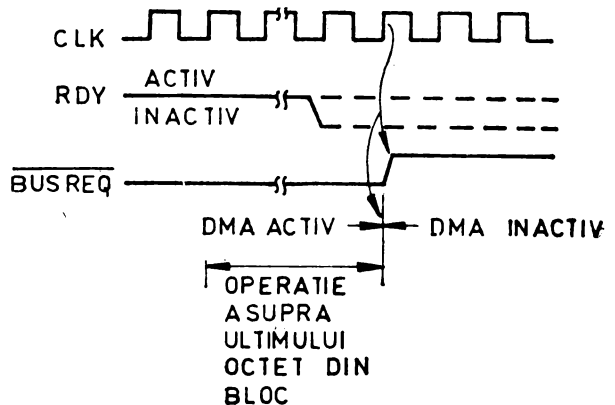 CLK
ACTIV
RDY
INACTIV
BUSREQ
DMA ACTIV
DMA INACTIV
OPERATIE
ASUPRA
ULTIMULUI
OCTET DIN
BLOC